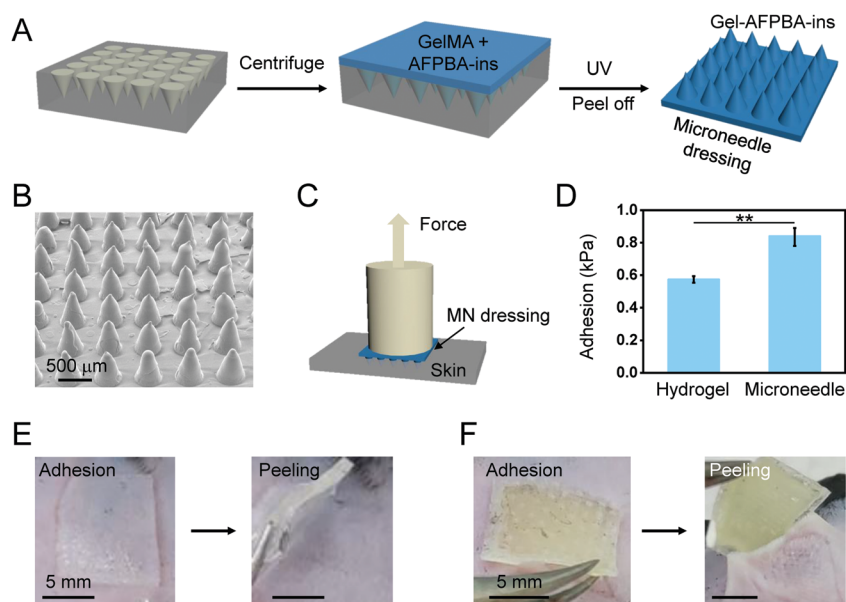 A
Centrifuge
GelMA +
AFPBA-ins
UV
Peel off
Gel-AFPBA-ins
Microneedle
dressing
B
500 μm
C
Force
MN dressing
Skin
D
Adhesion (kPa)
1.0
0.8
0.6
0.4
0.2
0.0
**
Hydrogel
Microneedle
E
Adhesion
5 mm
Peeling
F
Adhesion
5 mm
Peeling